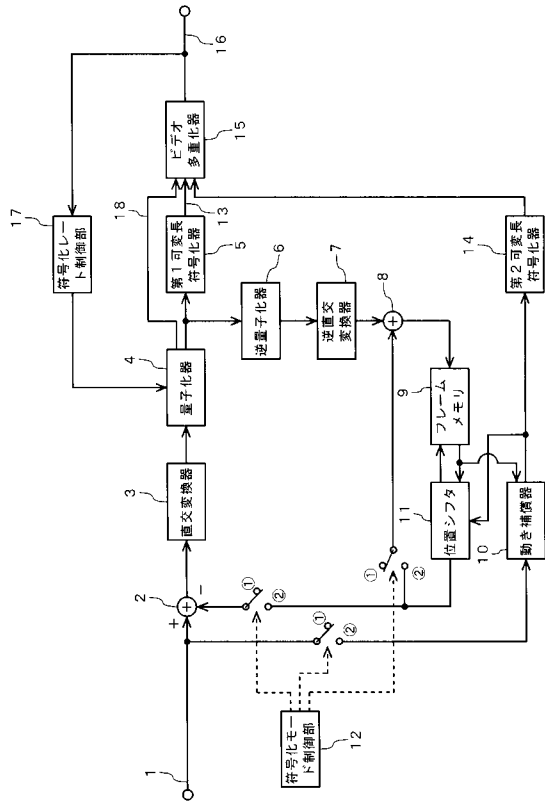 1
2
+
−
直交変換器
3
量子化器
4
符号化レー
ト制御部
17
18
第1可変長
符号化器
5
13
ビデオ
多重化器
15
16
逆量子化器
6
逆直交
変換器
7
+
8
フレーム
メモリ
9
位置シフタ
11
動き補償器
10
第2可変長
符号化器
14
①
②
①
②
①
②
符号化モー
ド制御部
12